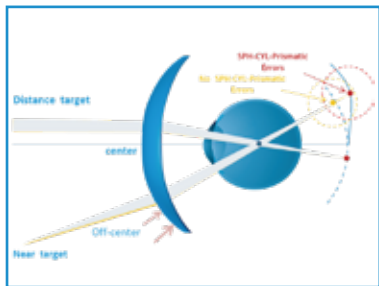 SPH-CYL-Prismatic
Errors
No SPH-CYL-Prismatic
Errors
Distance target
center
Off-center
Near target